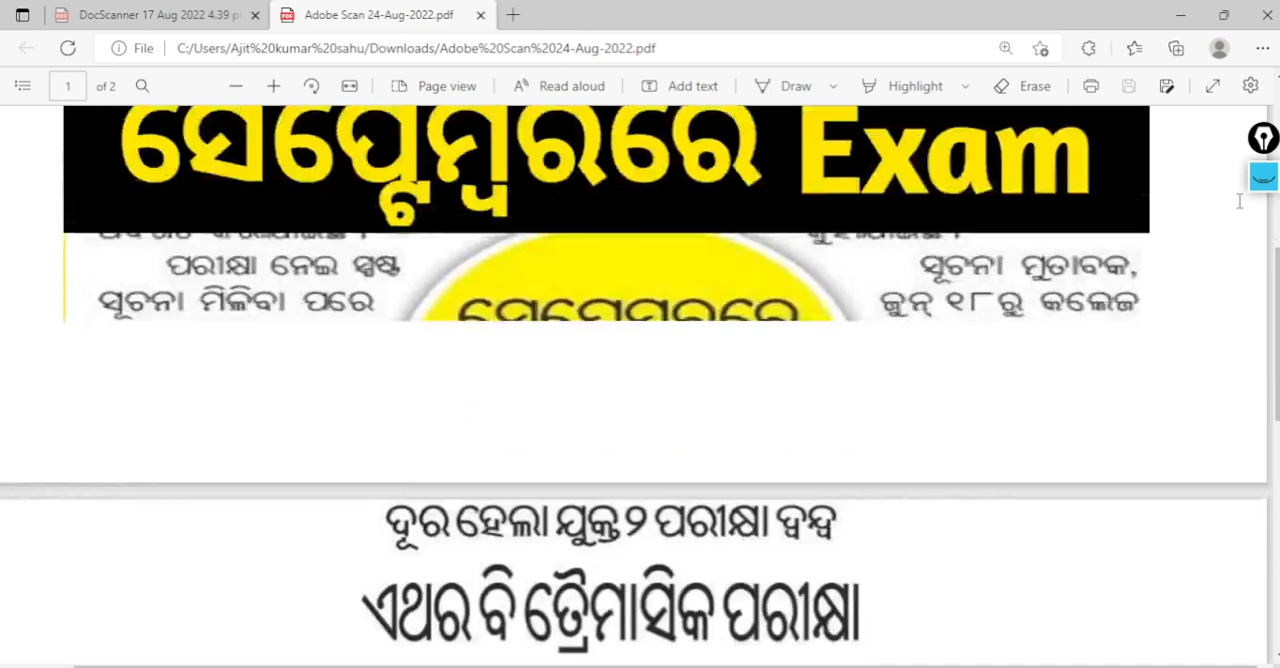 DocScanner 17 Aug 2022 4.39 p
Adobe Scan 24-Aug-2022.pdf
File
C:/Users/Ajit%20kumar%20sahu/Downloads/Adobe%20Scan%2024-Aug-2022.pdf
1 of 2
Page view
Read aloud
Add text
Draw
Highlight
Erase
ସେପ୍ଟେମ୍ବରରେ Exam
ପରୀକ୍ଷା ନେଇ ସ୍ପଷ୍ଟ
ସୂଚନା ମିଳିବା ପରେ
ସେପ୍ଟେମ୍ବରରେ
ସୂଚନା ମୁତାବକ,
ଜୁନ୍ ୧୮ରୁ କଲେଜ
ଦୂର ହେଲା ଯୁକ୍ତ ୨ ପରୀକ୍ଷା ଦ୍ବନ୍ଦ୍ବ
ଏଥର ବି ତ୍ରୈମାସିକ ପରୀକ୍ଷା